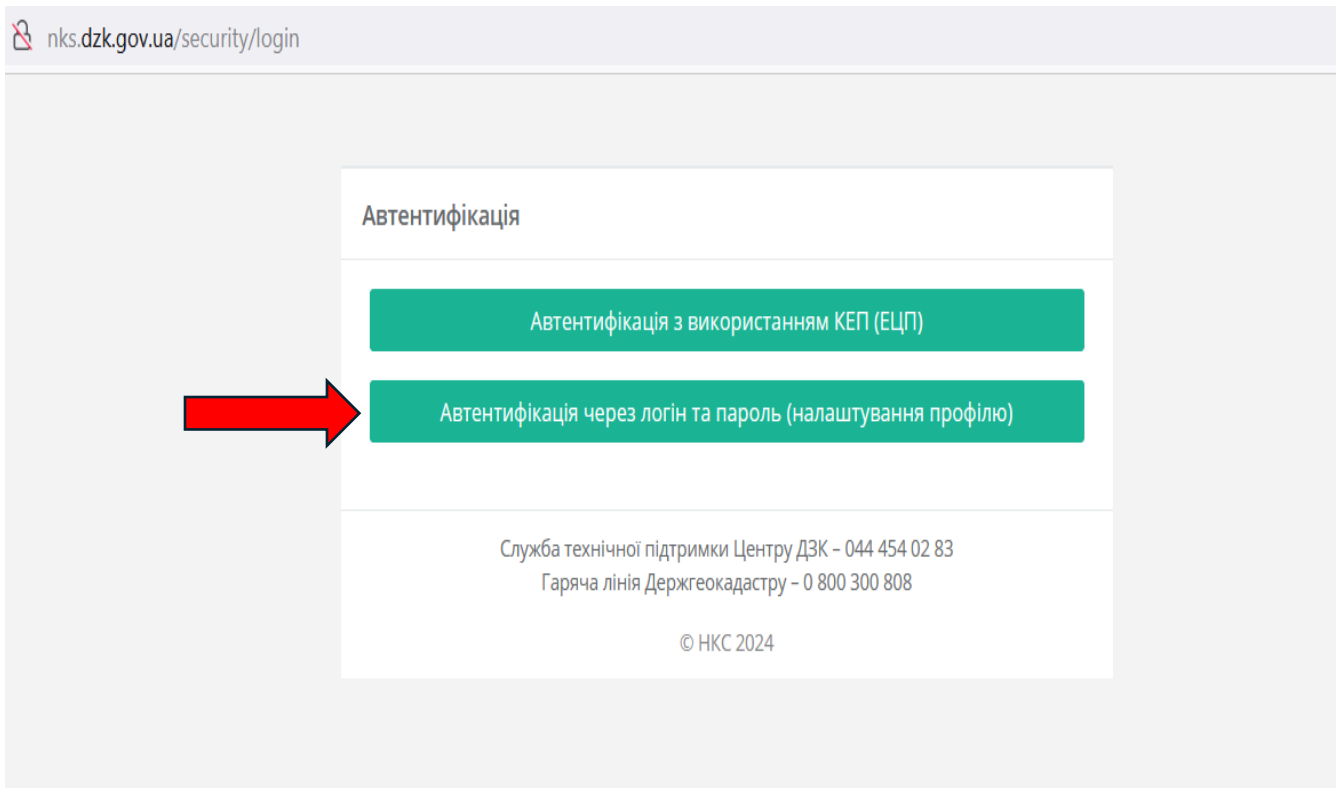 nks.dzk.gov.ua/security/login
Автентифікація
Автентифікація з використанням КЕП (ЕЦП)
Автентифікація через логін та пароль (налаштування профілю)
Служба технічної підтримки Центру ДЗК – 044 454 02 83
Гаряча лінія Держгеокадастру – 0 800 300 808
© НКС 2024